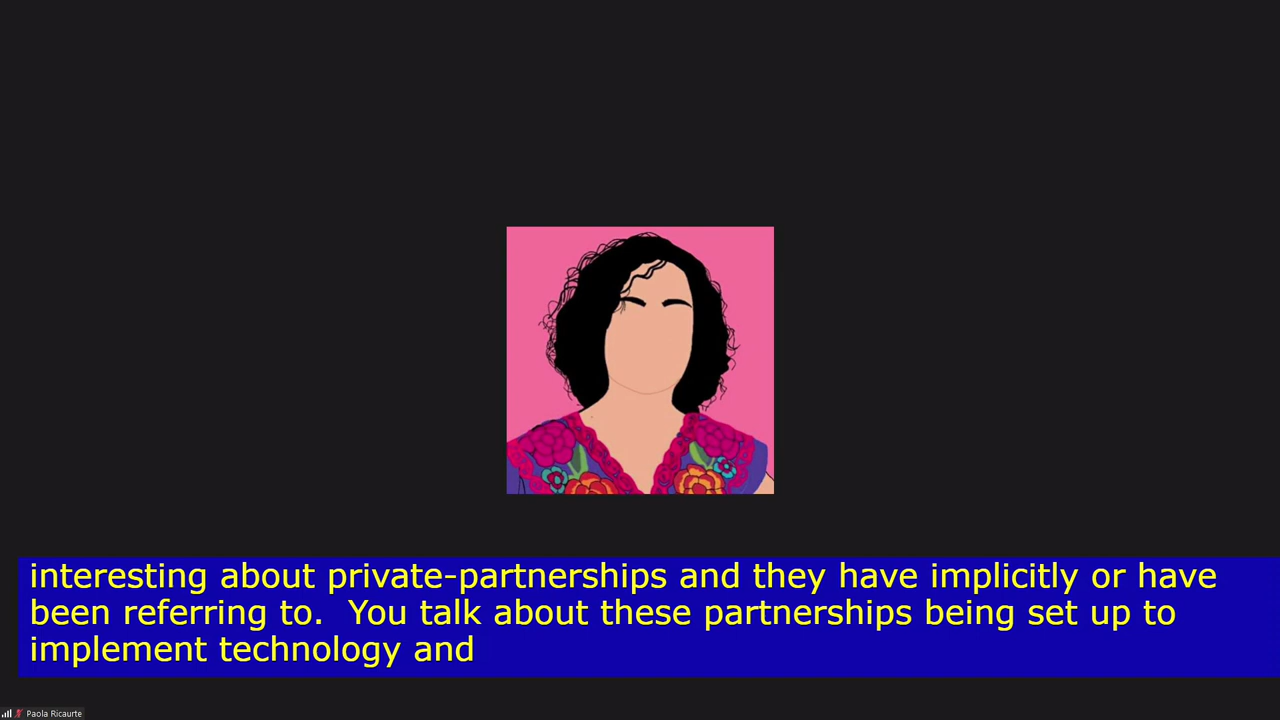 interesting about private-partnerships and they have implicitly or have
been referring to.  You talk about these partnerships being set up to
implement technology and
Paola Ricaurte